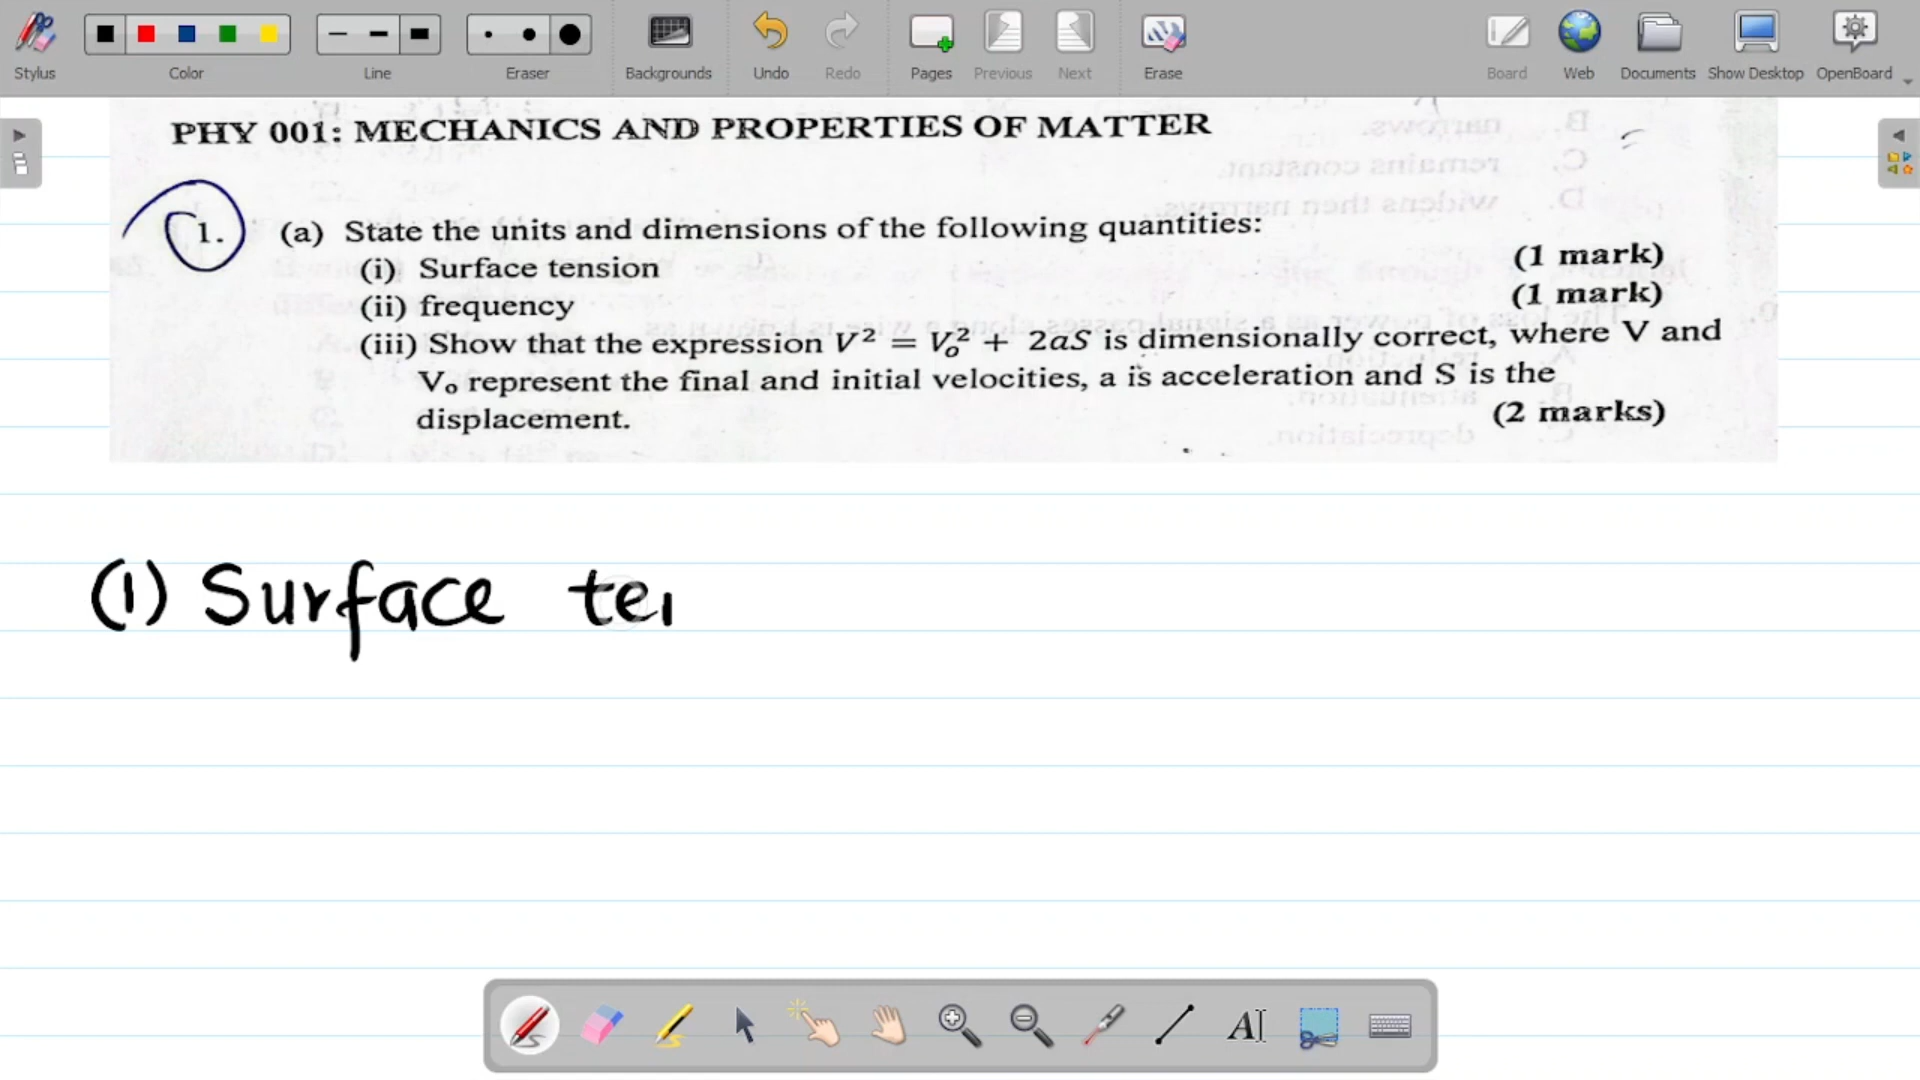 Stylus
Color
Line
Eraser
Backgrounds
Undo
Redo
Pages
Previous
Next
Erase
Board
Web
Documents
Show Desktop
OpenBoard
PHY 001: MECHANICS AND PROPERTIES OF MATTER
1. (a) State the units and dimensions of the following quantities:
(i) Surface tension (1 mark)
(ii) frequency (1 mark)
(iii) Show that the expression V² = Vₒ² + 2aS is dimensionally correct, where V and
Vₒ represent the final and initial velocities, a is acceleration and S is the
displacement. (2 marks)
(1) Surface te